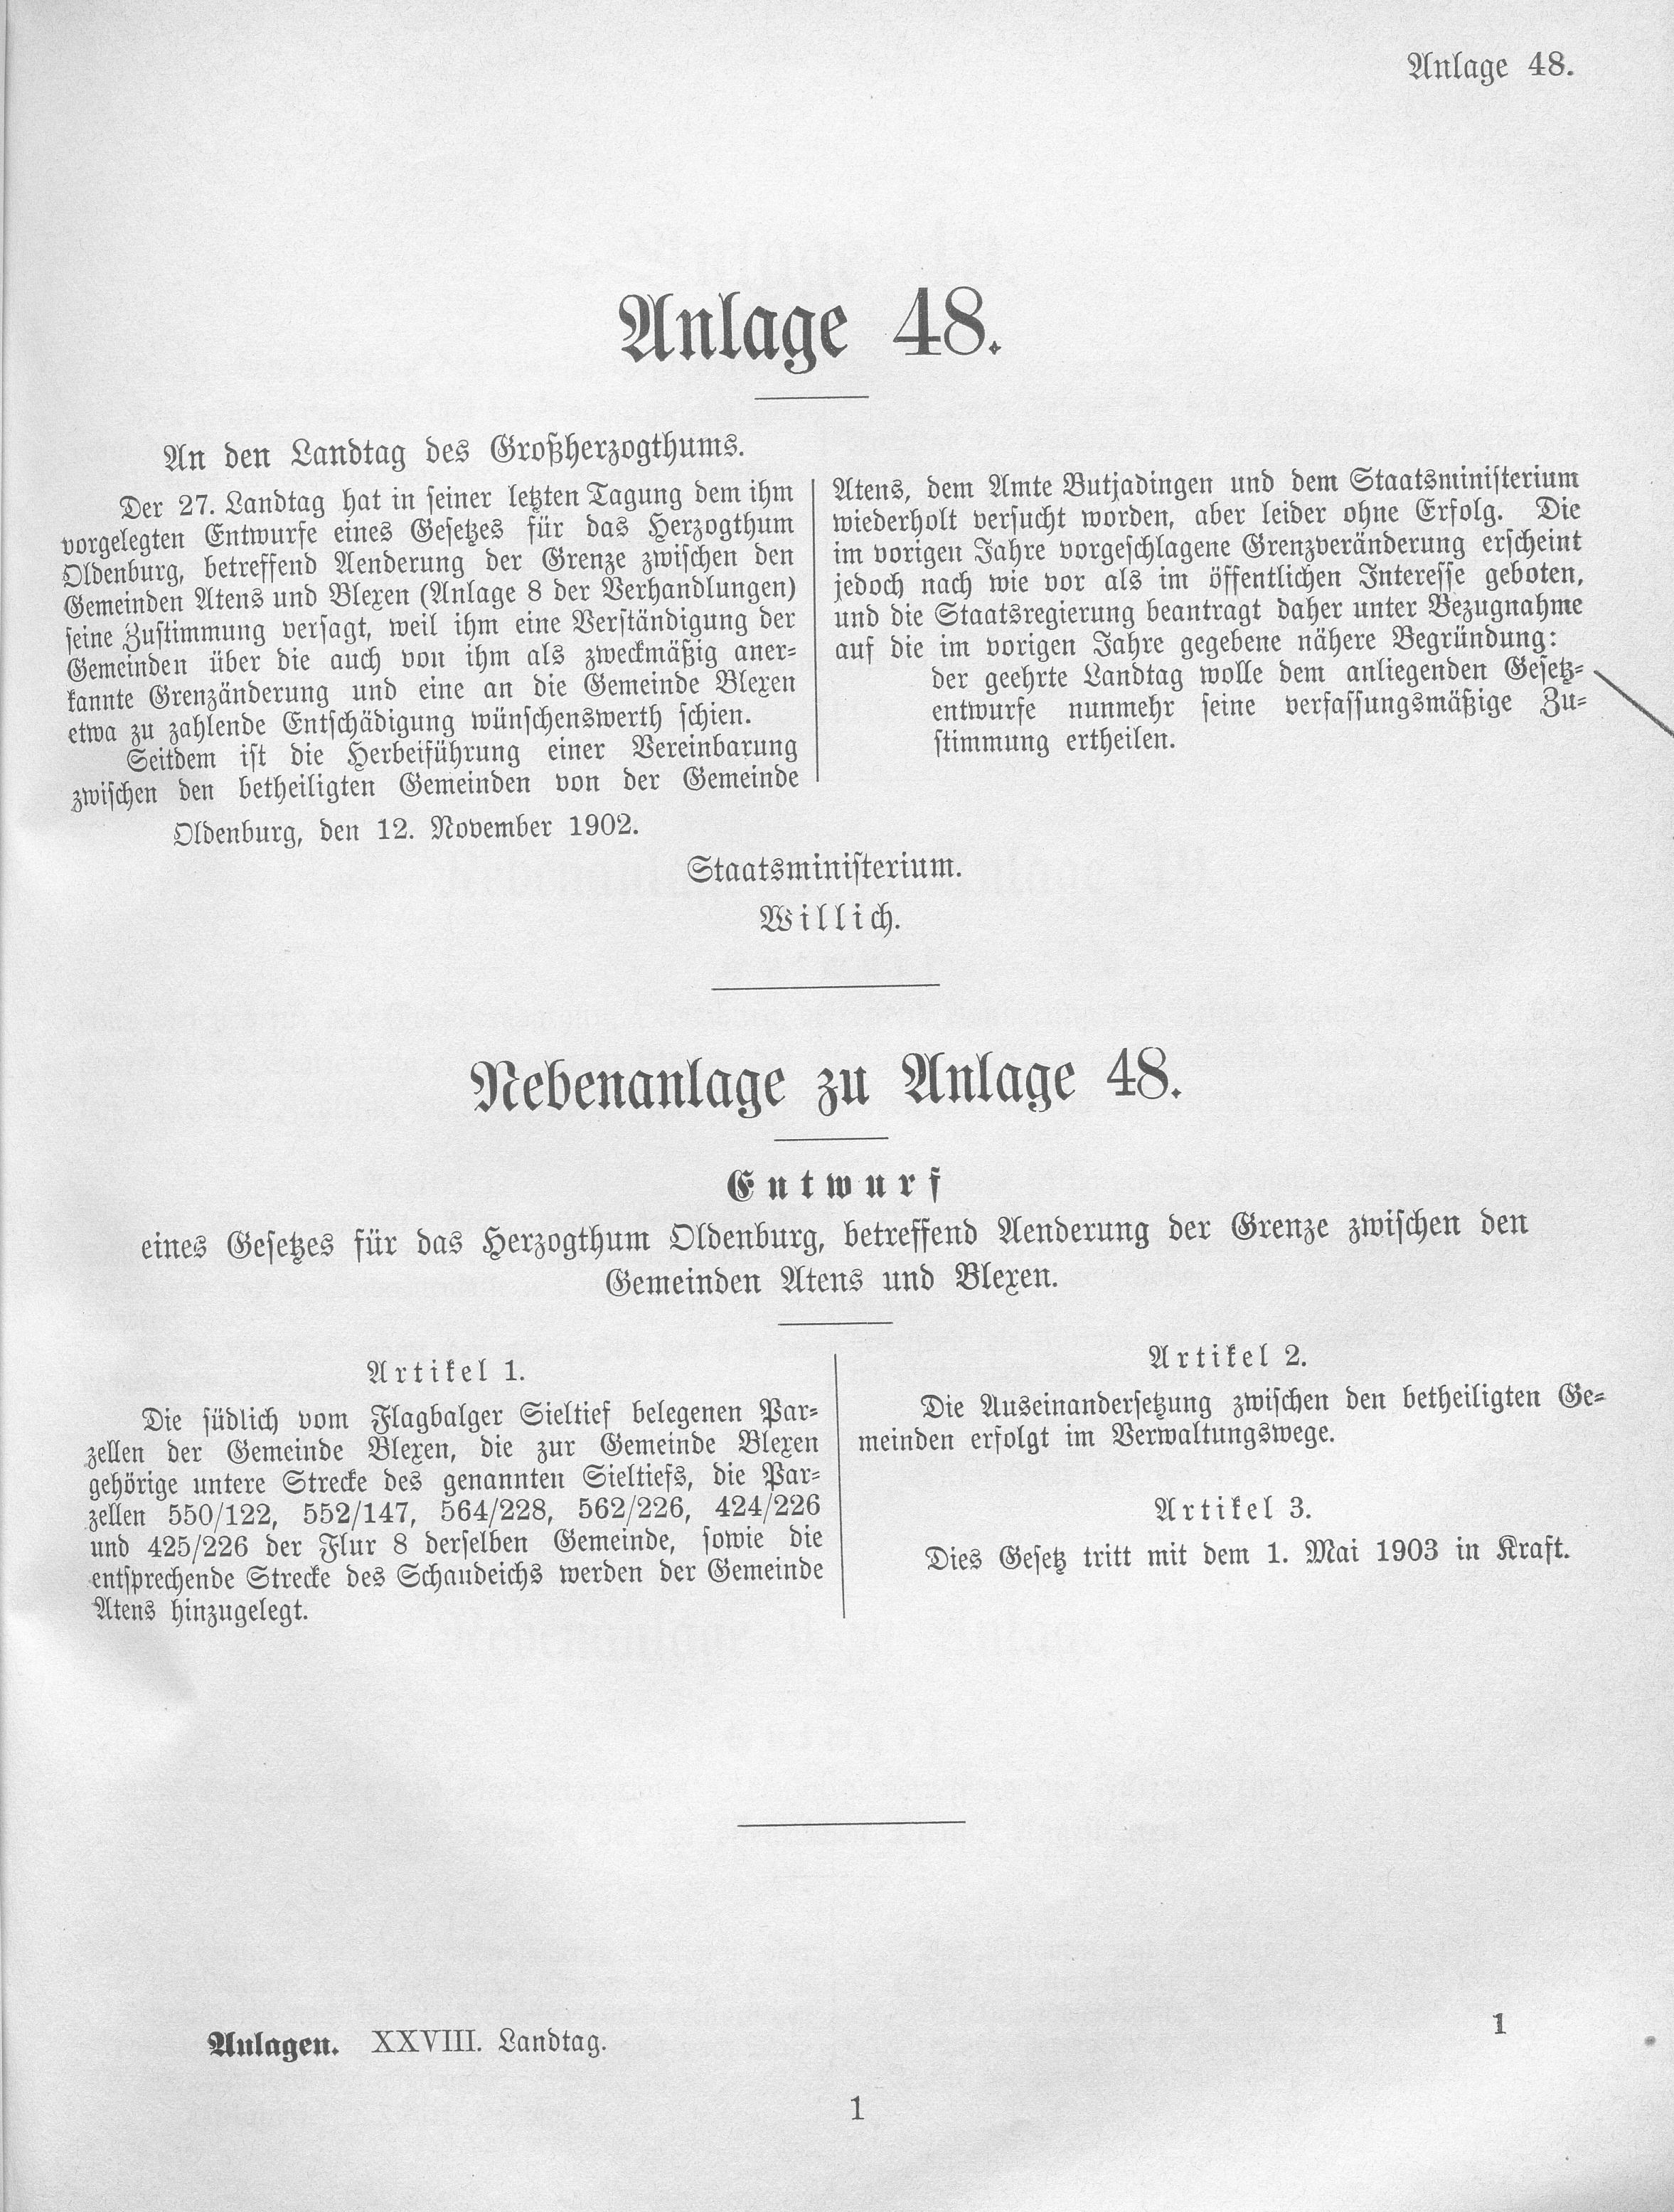 Anlage 48.
Anlage 48.
An den Landtag des Großherzogthums.
Der 27. Landtag hat in seiner letzten Tagung dem ihm
vorgelegten Entwurfe eines Gesetzes für das Herzogthum
Oldenburg, betreffend Aenderung der Grenze zwischen den
Gemeinden Atens und Blexen (Anlage 8 der Verhandlungen)
seine Zustimmung versagt, weil ihm eine Verständigung der
Gemeinden über die auch von ihm als zweckmäßig aner-
kannte Grenzänderung und eine an die Gemeinde Blexen
etwa zu zahlende Entschädigung wünschenswerth schien.
Seitdem ist die Herbeiführung einer Vereinbarung
zwischen den betheiligten Gemeinden von der Gemeinde
Atens, dem Amte Butjadingen und dem Staatsministerium
wiederholt versucht worden, aber leider ohne Erfolg. Die
im vorigen Jahre vorgeschlagene Grenzveränderung erscheint
jedoch nach wie vor als im öffentlichen Interesse geboten,
und die Staatsregierung beantragt daher unter Bezugnahme
auf die im vorigen Jahre gegebene nähere Begründung:
der geehrte Landtag wolle dem anliegenden Gesetz-
entwurfe nunmehr seine verfassungsmäßige Zu-
stimmung ertheilen.
Oldenburg, den 12. November 1902.
Staatsministerium.
Willich.
Nebenanlage zu Anlage 48.
Entwurf
eines Gesetzes für das Herzogthum Oldenburg, betreffend Aenderung der Grenze zwischen den
Gemeinden Atens und Blexen.
Artikel 1.
Die südlich vom Flagbalger Sieltief belegenen Par-
zellen der Gemeinde Blexen, die zur Gemeinde Blexen
gehörige untere Strecke des genannten Sieltiefs, die Par-
zellen 550/122, 552/147, 564/228, 562/226, 424/226
und 425/226 der Flur 8 derselben Gemeinde, sowie die
entsprechende Strecke des Schaudeichs werden der Gemeinde
Atens hinzugelegt.
Artikel 2.
Die Auseinandersetzung zwischen den betheiligten Ge-
meinden erfolgt im Verwaltungswege.
Artikel 3.
Dies Gesetz tritt mit dem 1. Mai 1903 in Kraft.
Anlagen. XXVIII. Landtag.
1
1